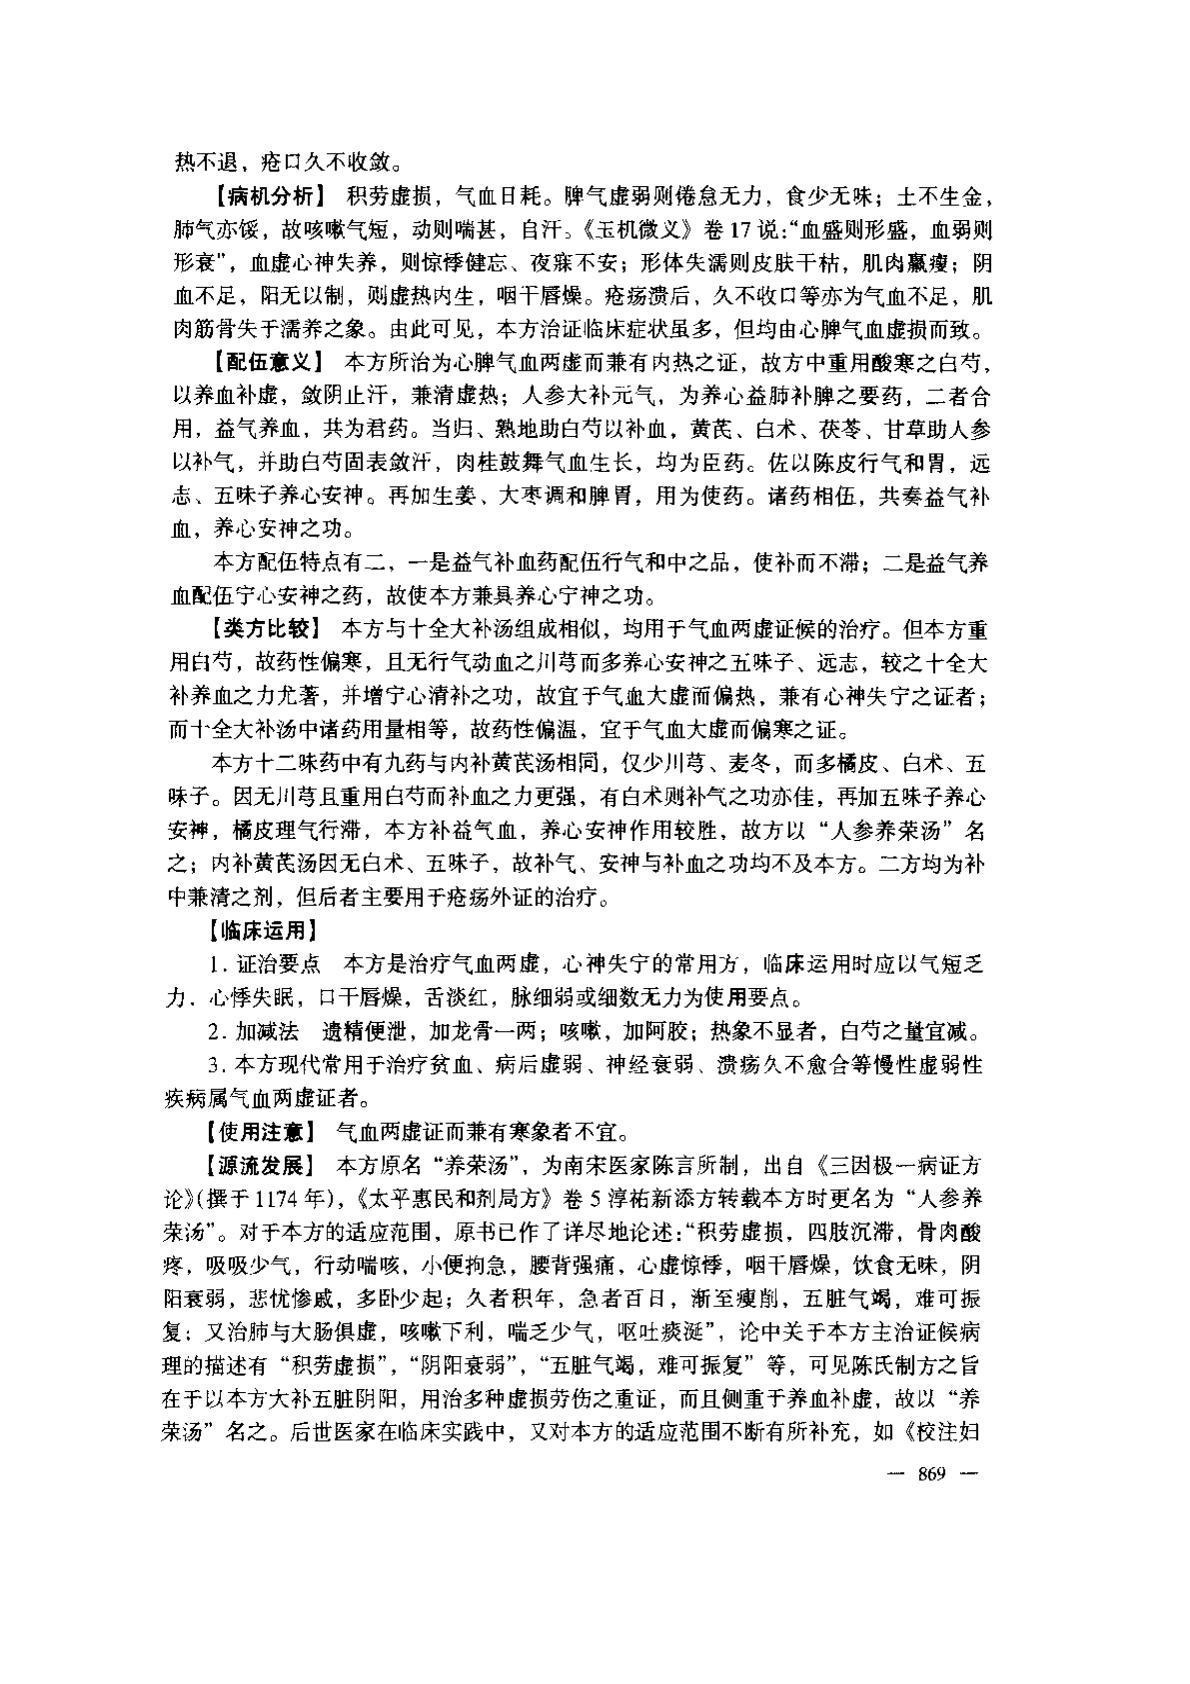 热不退，疮口久不收敛。
【病机分析】 积劳虚损，气血日耗。脾气虚弱则倦怠无力，食少无味；土不生金，
肺气亦馁，故咳嗽气短，动则喘甚，自汗。《玉机微义》卷 17 说：“血盛则形盛，血弱则
形衰”，血虚心神失养，则惊悸健忘、夜寐不安；形体失濡则皮肤干枯，肌肉羸瘦；阴
血不足，阳无以制，则虚热内生，咽干唇燥。疮疡溃后，久不收口等亦为气血不足，肌
肉筋骨失于濡养之象。由此可见，本方治证临床症状虽多，但均由心脾气血虚损而致。
【配伍意义】 本方所治为心脾气血两虚而兼有内热之证，故方中重用酸寒之白芍，
以养血补虚，敛阴止汗，兼清虚热；人参大补元气，为养心益肺补脾之要药，二者合
用，益气养血，共为君药。当归、熟地助白芍以补血，黄芪、白术、茯苓、甘草助人参
以补气，并助白芍固表敛汗，肉桂鼓舞气血生长，均为臣药。佐以陈皮行气和胃，远
志、五味子养心安神。再加生姜、大枣调和脾胃，用为使药。诸药相伍，共奏益气补
血，养心安神之功。
本方配伍特点有二，一是益气补血药配伍行气和中之品，使补而不滞；二是益气养
血配伍宁心安神之药，故使本方兼具养心宁神之功。
【类方比较】 本方与十全大补汤组成相似，均用于气血两虚证候的治疗。但本方重
用白芍，故药性偏寒，且无行气动血之川芎而多养心安神之五味子、远志，较之十全大
补养血之力尤著，并增宁心清补之功，故宜于气血大虚而偏热，兼有心神失宁之证者；
而十全大补汤中诸药用量相等，故药性偏温，宜于气血大虚而偏寒之证。
本方十二味药中有九药与内补黄芪汤相同，仅少川芎、麦冬，而多橘皮、白术、五
味子。因无川芎且重用白芍而补血之力更强，有白术则补气之功亦佳，再加五味子养心
安神，橘皮理气行滞，本方补益气血，养心安神作用较胜，故方以“人参养荣汤”名
之；内补黄芪汤因无白术、五味子，故补气、安神与补血之功均不及本方。二方均为补
中兼清之剂，但后者主要用于疮疡外证的治疗。
【临床运用】
1. 证治要点 本方是治疗气血两虚，心神失宁的常用方，临床运用时应以气短乏
力，心悸失眠，口干唇燥，舌淡红，脉细弱或细数无力为使用要点。
2. 加减法 遗精便泄，加龙骨一两；咳嗽，加阿胶；热象不显者，白芍之量宜减。
3. 本方现代常用于治疗贫血、病后虚弱、神经衰弱、溃疡久不愈合等慢性虚弱性
疾病属气血两虚证者。
【使用注意】 气血两虚证而兼有寒象者不宜。
【源流发展】 本方原名“养荣汤”，为南宋医家陈言所制，出自《三因极一病证方
论》(撰于 1174 年)，《太平惠民和剂局方》卷 5 淳祐新添方转载本方时更名为“人参养
荣汤”。对于本方的适应范围，原书已作了详尽地论述：“积劳虚损，四肢沉滞，骨肉酸
疼，吸吸少气，行动喘咳，小便拘急，腰背强痛，心虚惊悸，咽干唇燥，饮食无味，阴
阳衰弱，悲忧惨戚，多卧少起；久者积年，急者百日，渐至瘦削，五脏气竭，难可振
复；又治肺与大肠俱虚，咳嗽下利，喘乏少气，呕吐痰涎”，论中关于本方主治证候病
理的描述有“积劳虚损”，“阴阳衰弱”，“五脏气竭，难可振复”等，可见陈氏制方之旨
在于以本方大补五脏阴阳，用治多种虚损劳伤之重证，而且侧重于养血补虚，故以“养
荣汤”名之。后世医家在临床实践中，又对本方的适应范围不断有所补充，如《校注妇
— 869 —